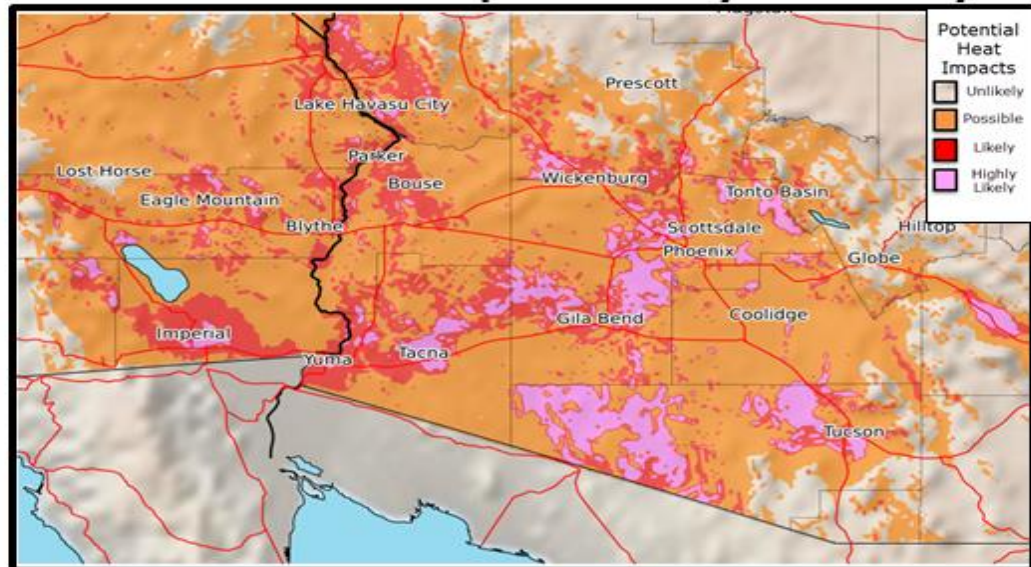 Potential
Heat
Impacts
Unlikely
Possible
Likely
Highly
Likely
Prescott
Lake Havasu City
Parker
Lost Horse
Bouse
Wickenburg
Tonto Basin
Eagle Mountain
Blythe
Scottsdale
Hilltop
Phoenix
Globe
Imperial
Gila Bend
Coolidge
Yuma
Tacna
Tucson